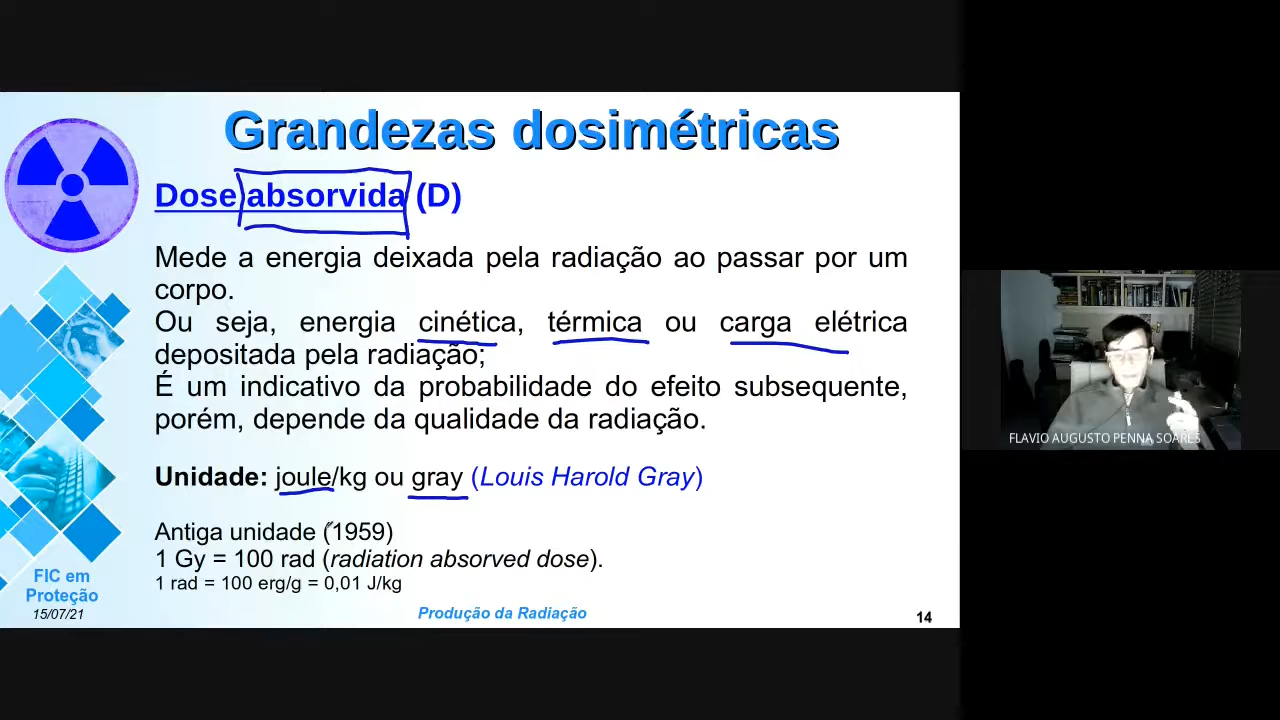 Grandezas dosimétricas
Dose absorvida (D)
Mede a energia deixada pela radiação ao passar por um
corpo.
Ou seja, energia cinética, térmica ou carga elétrica
depositada pela radiação;
É um indicativo da probabilidade do efeito subsequente,
porém, depende da qualidade da radiação.
Unidade: joule/kg ou gray (Louis Harold Gray)
Antiga unidade (1959)
1 Gy = 100 rad (radiation absorved dose).
1 rad = 100 erg/g = 0,01 J/kg
FIC em
Proteção
15/07/21
Produção da Radiação
14
FLAVIO AUGUSTO PENNA SOARES